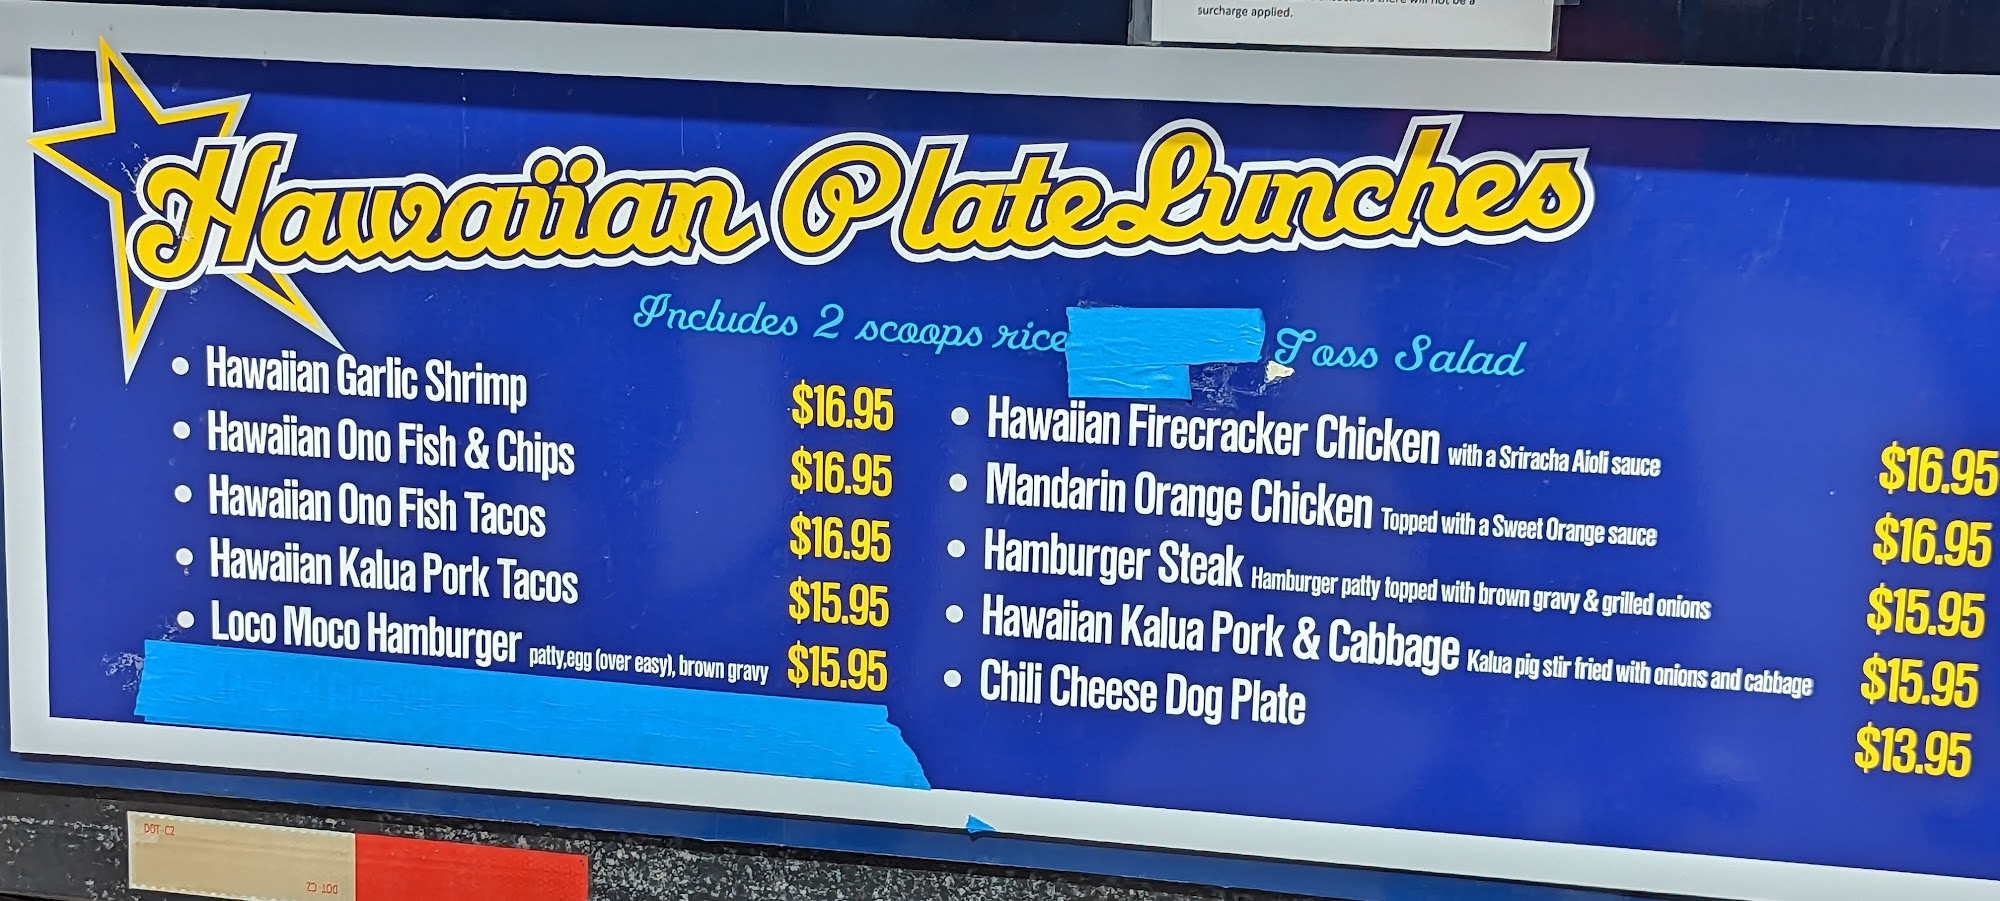 surcharge applied.
Hawaiian Plate Lunches
Includes 2 scoops rice Toss Salad
• Hawaiian Garlic Shrimp $16.95
• Hawaiian Ono Fish & Chips $16.95
• Hawaiian Ono Fish Tacos $16.95
• Hawaiian Kalua Pork Tacos $15.95
• Loco Moco Hamburger patty,egg (over easy), brown gravy $15.95
• Hawaiian Firecracker Chicken with a Sriracha Aioli sauce $16.95
• Mandarin Orange Chicken Topped with a Sweet Orange sauce $16.95
• Hamburger Steak Hamburger patty topped with brown gravy & grilled onions $15.95
• Hawaiian Kalua Pork & Cabbage Kalua pig stir fried with onions and cabbage $15.95
• Chili Cheese Dog Plate $13.95
DOT-C2
DOT-C2